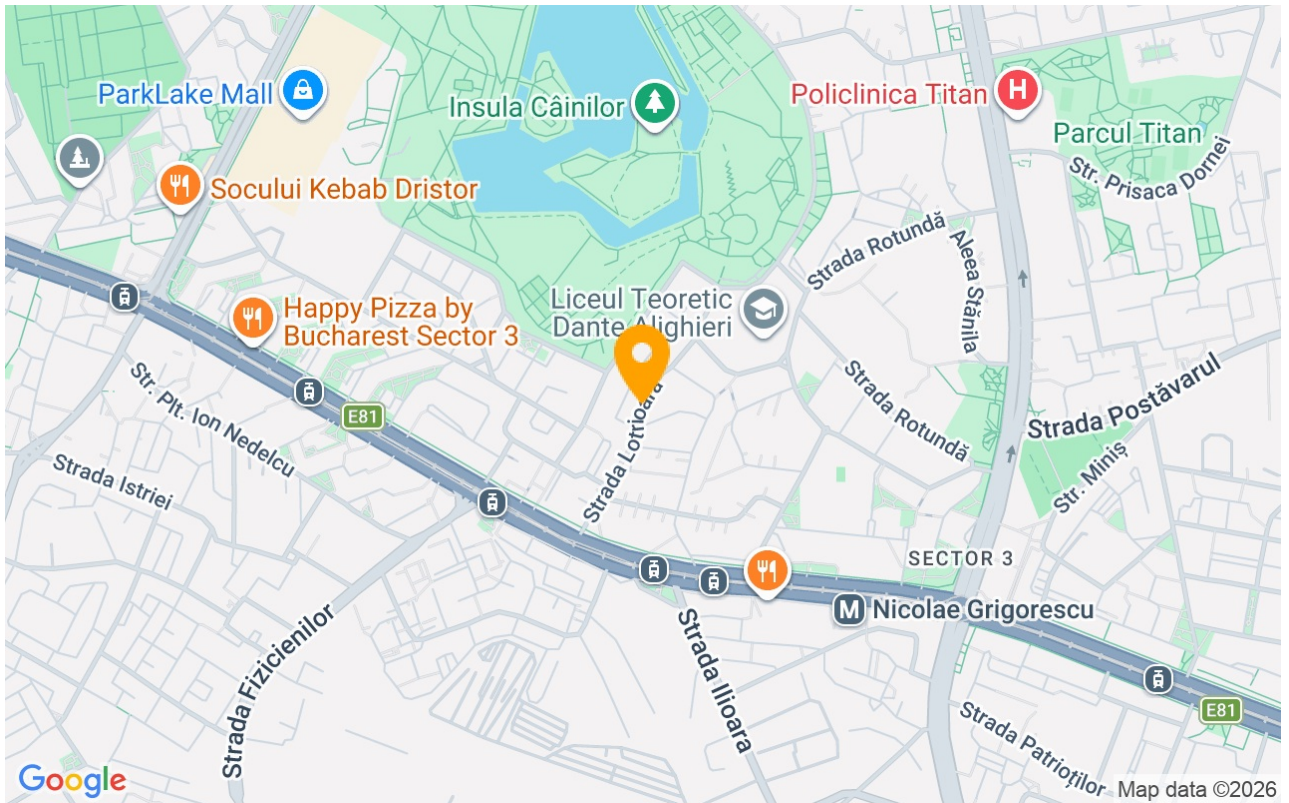 ParkLake Mall
Insula Câinilor
Policlinica Titan
H
Parcul Titan
Str. Prisaca Dornei
Socului Kebab Dristor
Strada Rotundă
Aleea Stănila
Liceul Teoretic
Dante Alighieri
Happy Pizza by
Bucharest Sector 3
E81
Str. Plt. Ion Nedelcu
Strada Istriei
Strada Lotrioara
Strada Rotundă
Strada Postăvarul
Str. Miniș
SECTOR 3
M
Nicolae Grigorescu
Strada Fizicienilor
Strada Ilioara
E81
Strada Patrioților
Google
Map data ©2026